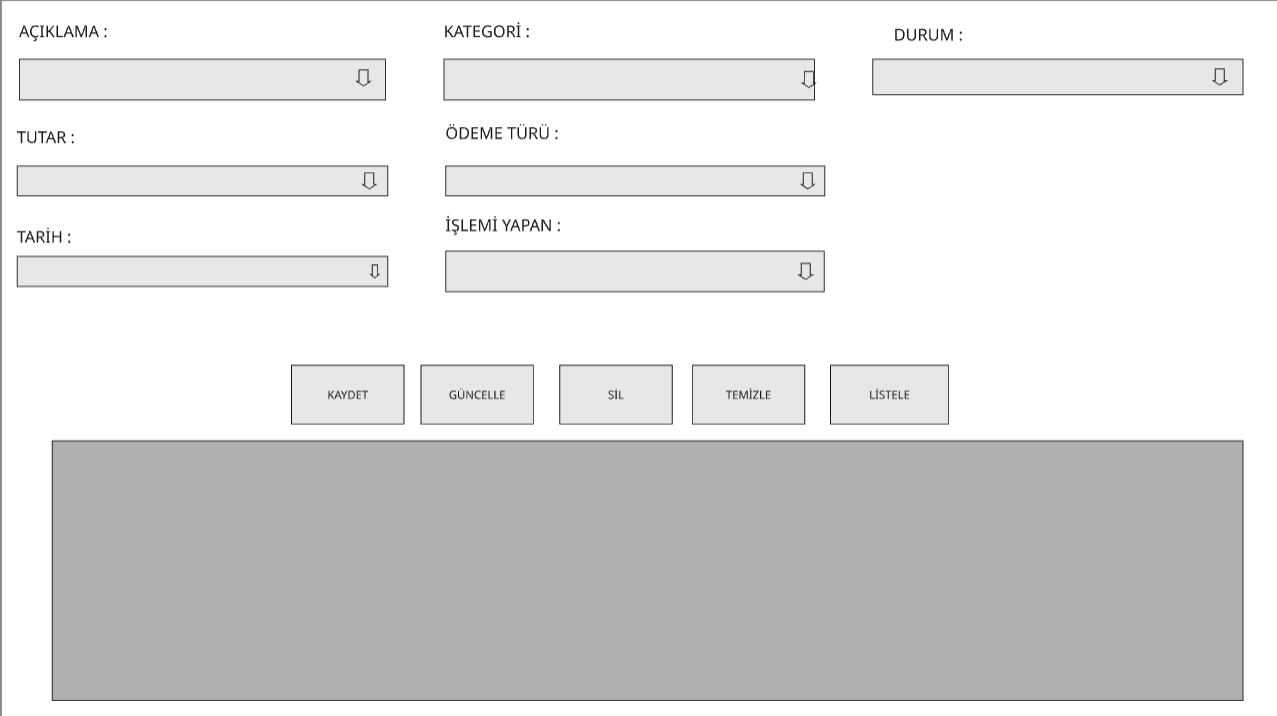 AÇIKLAMA :
KATEGORİ :
DURUM :
TUTAR :
ÖDEME TÜRÜ :
TARİH :
İŞLEMİ YAPAN :
KAYDET
GÜNCELLE
SİL
TEMİZLE
LİSTELE